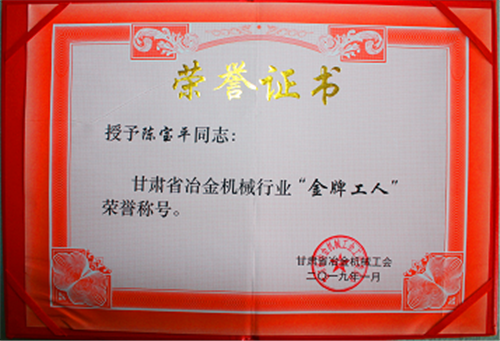 荣誉证书
授予陈宝平同志：
甘肃省冶金机械行业“金牌工人”
荣誉称号。
甘肃省冶金机械工会
二〇一九年一月